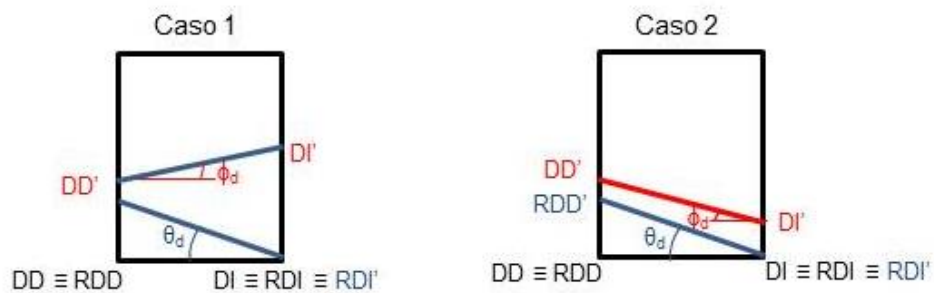 Caso 1
DI'
ϕd
DD'
θd
DD ≡ RDD DI ≡ RDI ≡ RDI'
Caso 2
DD'
RDD'
ϕd
DI'
θd
DD ≡ RDD DI ≡ RDI ≡ RDI'